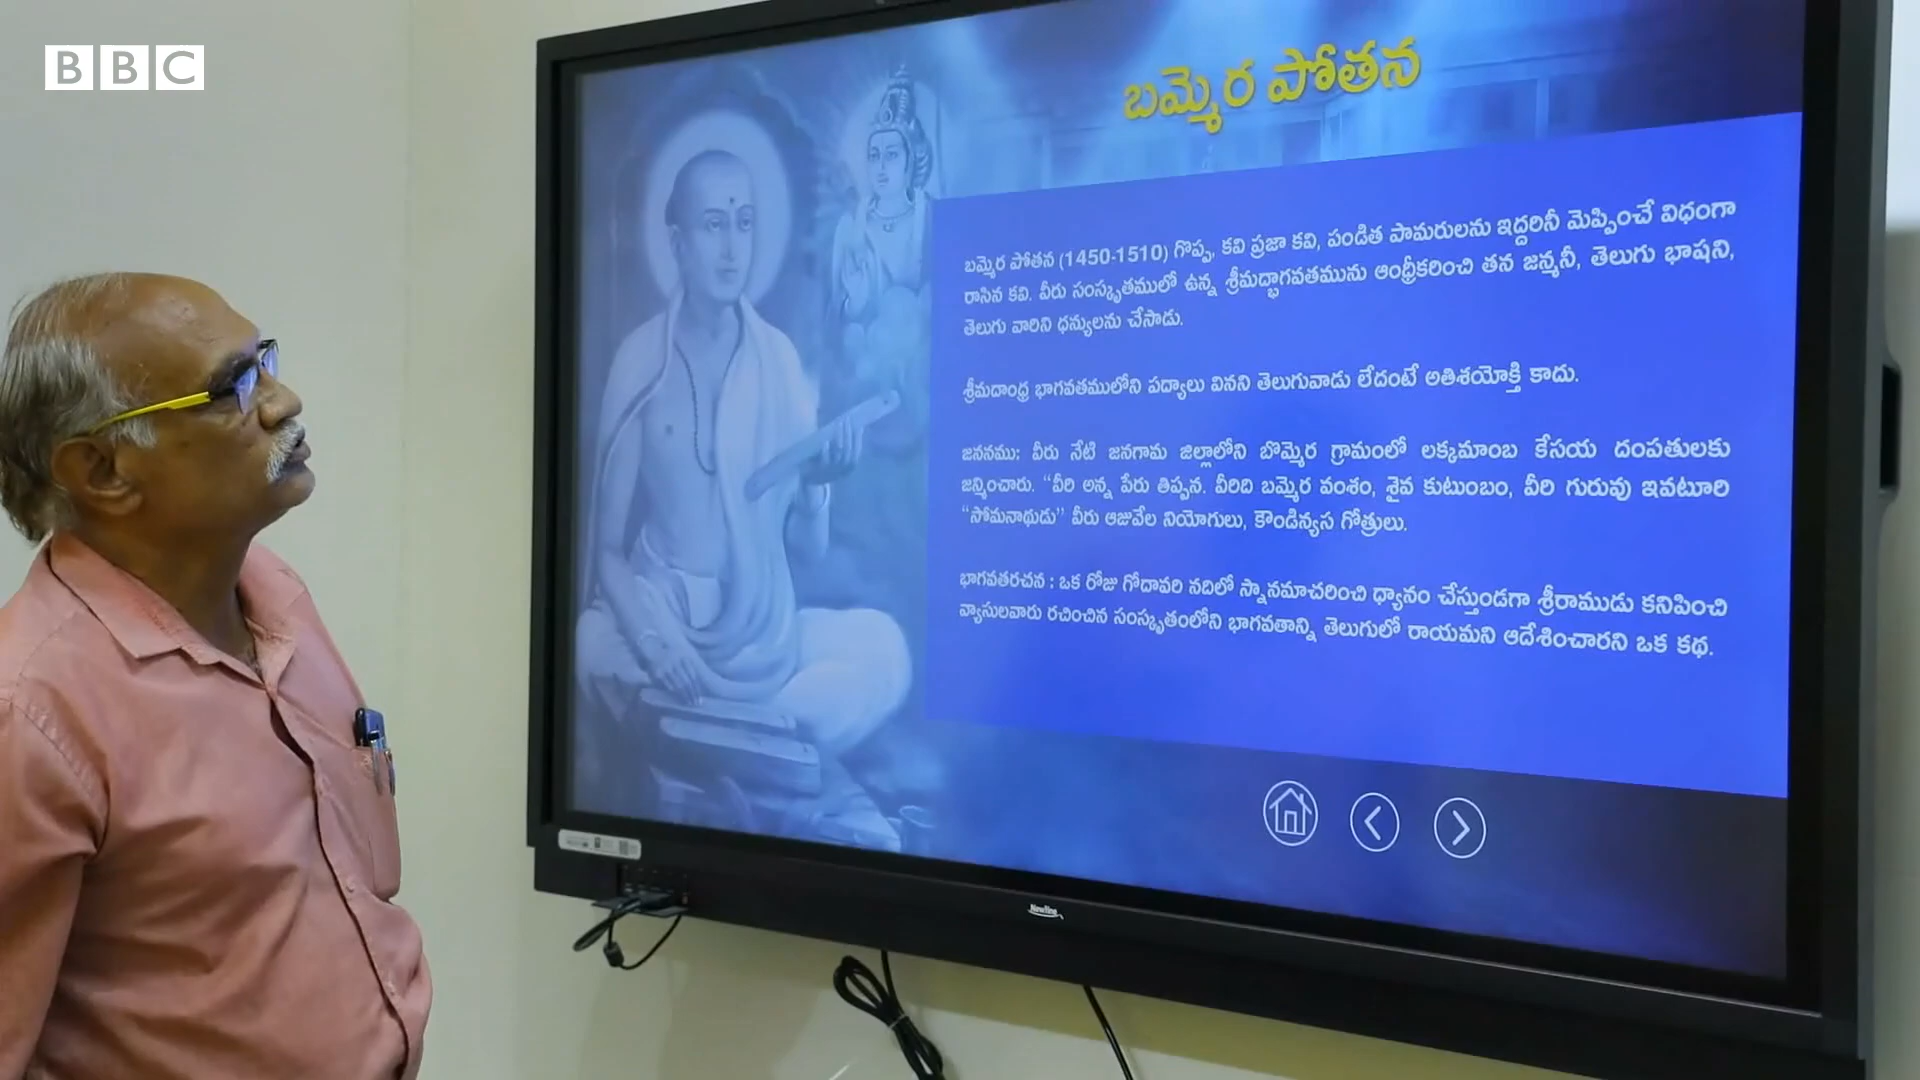 BBC
బమ్మెర పోతన
బమ్మెర పోతన (1450-1510) గొప్ప, కవి ప్రజా కవి, పండిత పామరులను ఇద్దరినీ మెప్పించే విధంగా
రాసిన కవి. వీరు సంస్కృతములో ఉన్న శ్రీమద్భాగవతమును ఆంధ్రీకరించి తన జన్మనీ, తెలుగు భాషని,
తెలుగు వారిని ధన్యులను చేసాడు.
శ్రీమదాంధ్ర భాగవతములోని పద్యాలు వినని తెలుగువాడు లేదంటే అతిశయోక్తి కాదు.
జననము: వీరు నేటి జనగామ జిల్లాలోని బొమ్మెర గ్రామంలో లక్కమాంబ కేసయ దంపతులకు
జన్మించారు. “వీరి అన్న పేరు తిప్పన. వీరిది బమ్మెర వంశం, శైవ కుటుంబం, వీరి గురువు ఇవటూరి
“సోమనాథుడు” వీరు ఆజువేల నియోగులు, కౌండిన్యస గోత్రులు.
భాగవతరచన : ఒక రోజు గోదావరి నదిలో స్నానమాచరించి ధ్యానం చేస్తుండగా శ్రీరాముడు కనిపించి
వ్యాసులవారు రచించిన సంస్కృతంలోని భాగవతాన్ని తెలుగులో రాయమని ఆదేశించారని ఒక కథ.
Newline